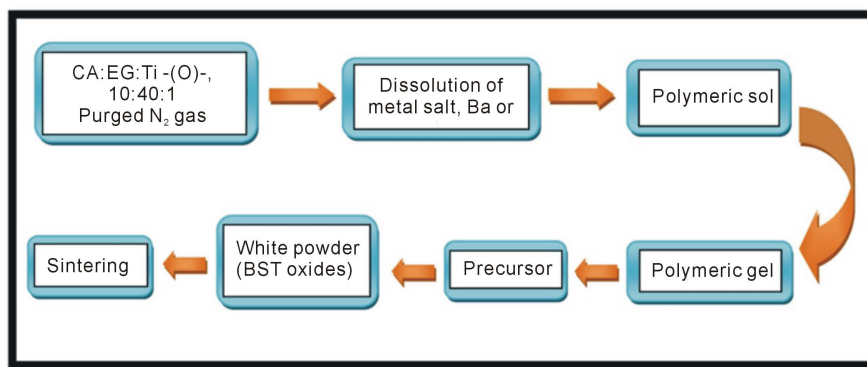 CA:EG:Ti -(O)-,
10:40:1
Purged N₂ gas
Dissolution of
metal salt, Ba or
Polymeric sol
Polymeric gel
Precursor
White powder
(BST oxides)
Sintering